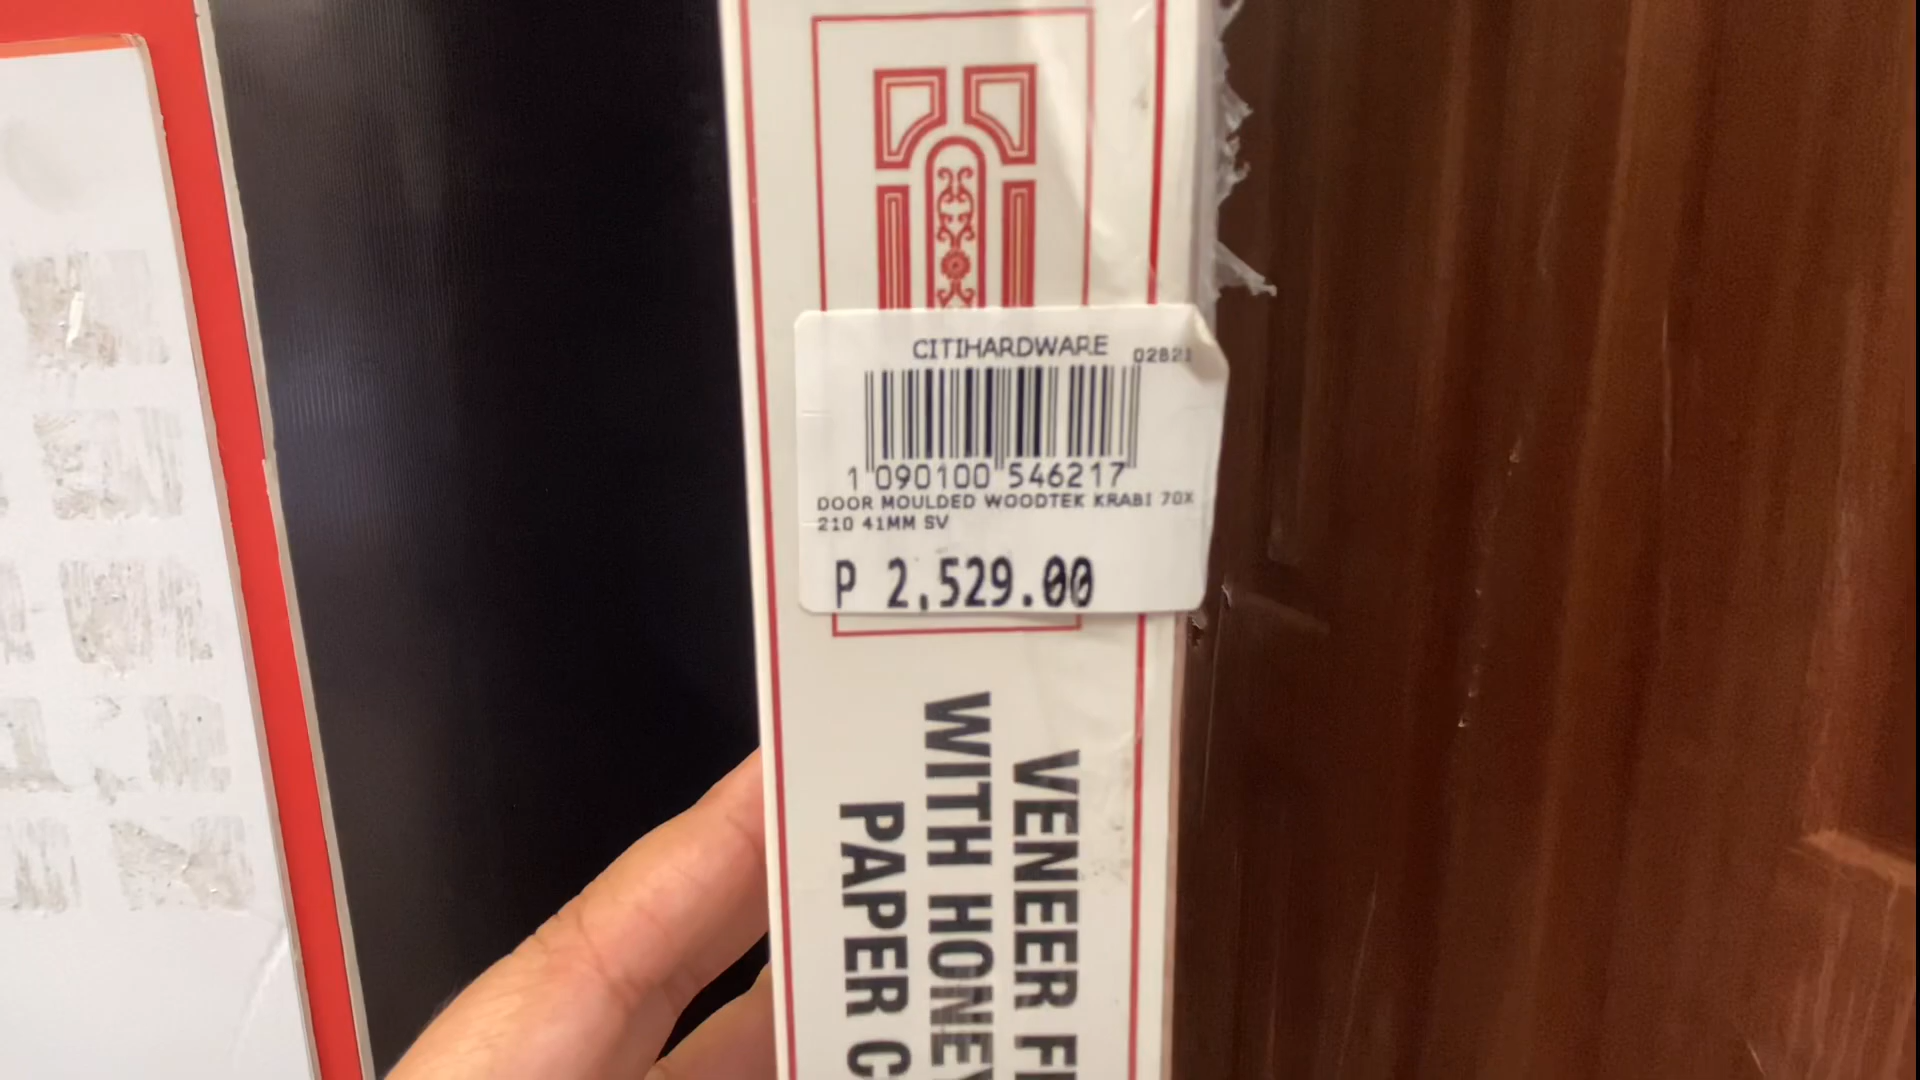 CITIHARDWARE
02821
1 090100 546217
DOOR MOULDED WOODTEK KRABI 70X
210 41MM SV
P 2,529.00
VENEER
WITH
PAPER